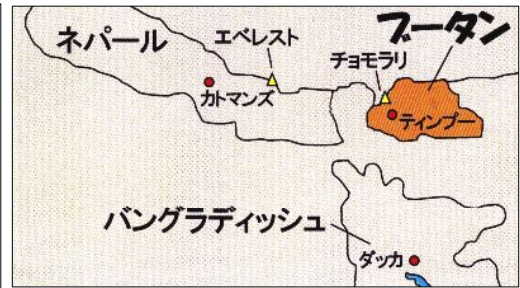 ネパール
エベレスト
ブータン
チョモラリ
カトマンズ
ティンプー
バングラディッシュ
ダッカ